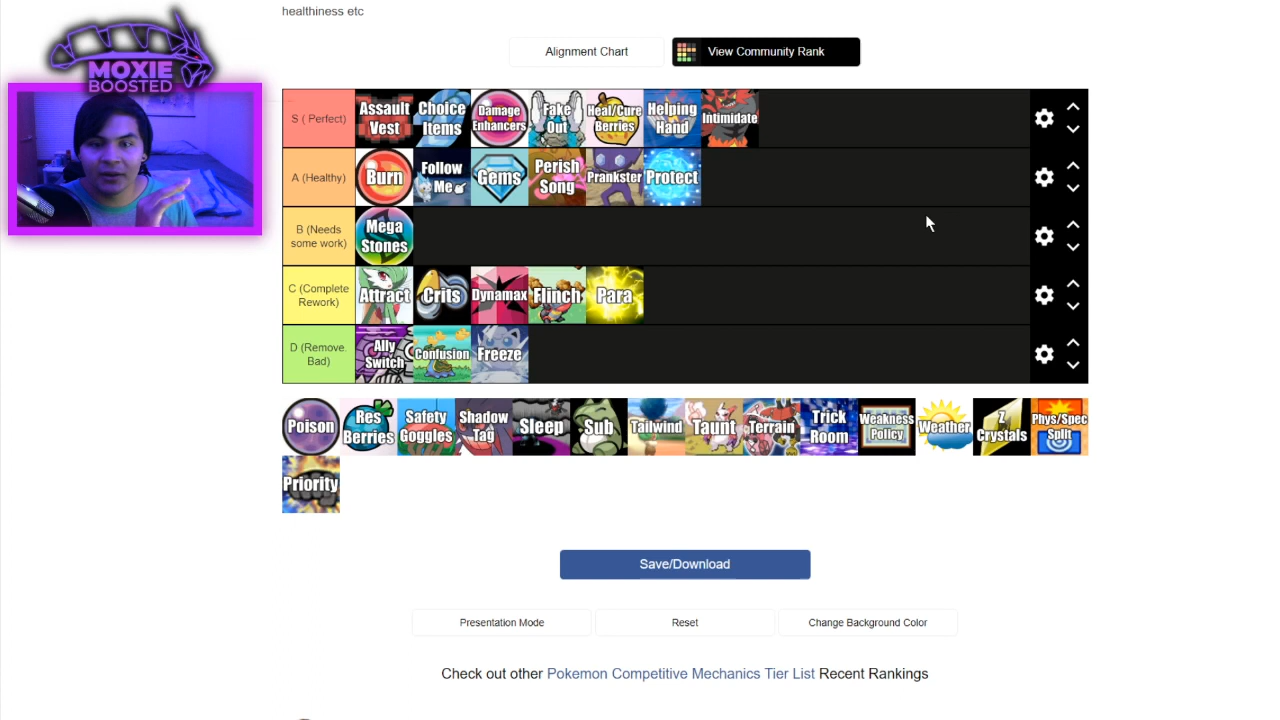 healthiness etc
MOXIE
BOOSTED
Alignment Chart
View Community Rank
S ( Perfect)
Assault
Vest
Choice
Items
Damage
Enhancers
Fake
Out
Heal/Cure
Berries
Helping
Hand
Intimidate
A (Healthy)
Burn
Follow
Me
Gems
Perish
Song
Prankster
Protect
B (Needs
some work)
Mega
Stones
C (Complete
Rework)
Attract
Crits
Dynamax
Flinch
Para
D (Remove.
Bad)
Ally
Switch
Confusion
Freeze
Poison
Res
Berries
Safety
Goggles
Shadow
Tag
Sleep
Sub
Tailwind
Taunt
Terrain
Trick
Room
Weakness
Policy
Weather
Z
Crystals
Phys/Spec
Split
Priority
Save/Download
Presentation Mode
Reset
Change Background Color
Check out other Pokemon Competitive Mechanics Tier List Recent Rankings